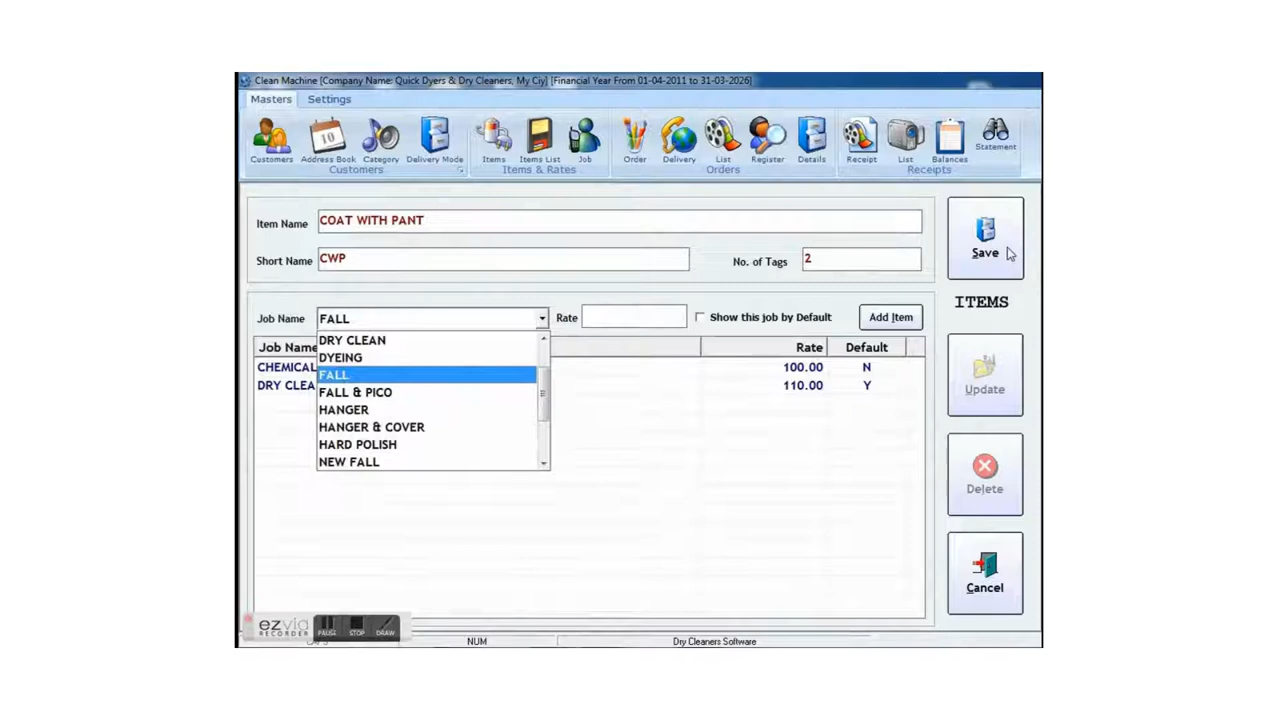 Clean Machine [Company Name: Quick Dyers & Dry Cleaners, My Ciy] [Financial Year From 01-04-2011 to 31-03-2026]
Masters Settings
Customers Address Book Category Delivery Mode Items Items List Job Order Delivery List Register Details Receipt List Balances Statement
Customers Items & Rates Orders Receipts
Item Name COAT WITH PANT
Short Name CWP No. of Tags 2
Save
ITEMS
Job Name FALL Rate Show this job by Default Add Item
Job Name Rate Default
CHEMICAL 100.00 N
DRY CLEA 110.00 Y
DRY CLEAN
DYEING
FALL
FALL & PICO
HANGER
HANGER & COVER
HARD POLISH
NEW FALL
Update
Delete
Cancel
ezvid
RECORDER
PAUSE STOP DRAW
NUM Dry Cleaners Software